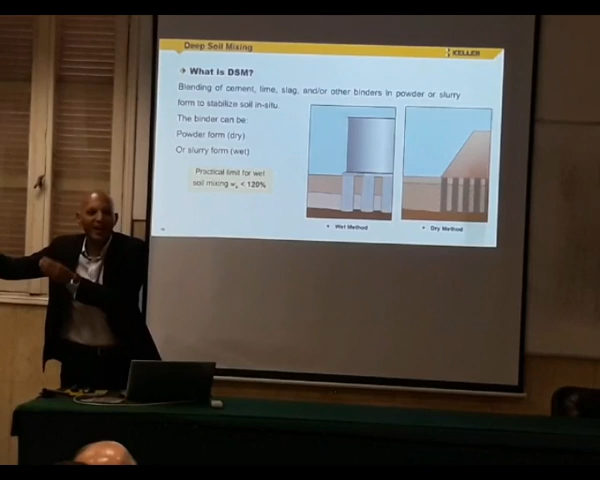 Deep Soil Mixing
KELLER
What is DSM?
Blending of cement, lime, slag, and/or other binders in powder or slurry
form to stabilize soil in-situ.
The binder can be:
Powder form (dry)
Or slurry form (wet)
Practical limit for wet
soil mixing wn < 120%
Wet Method
Dry Method